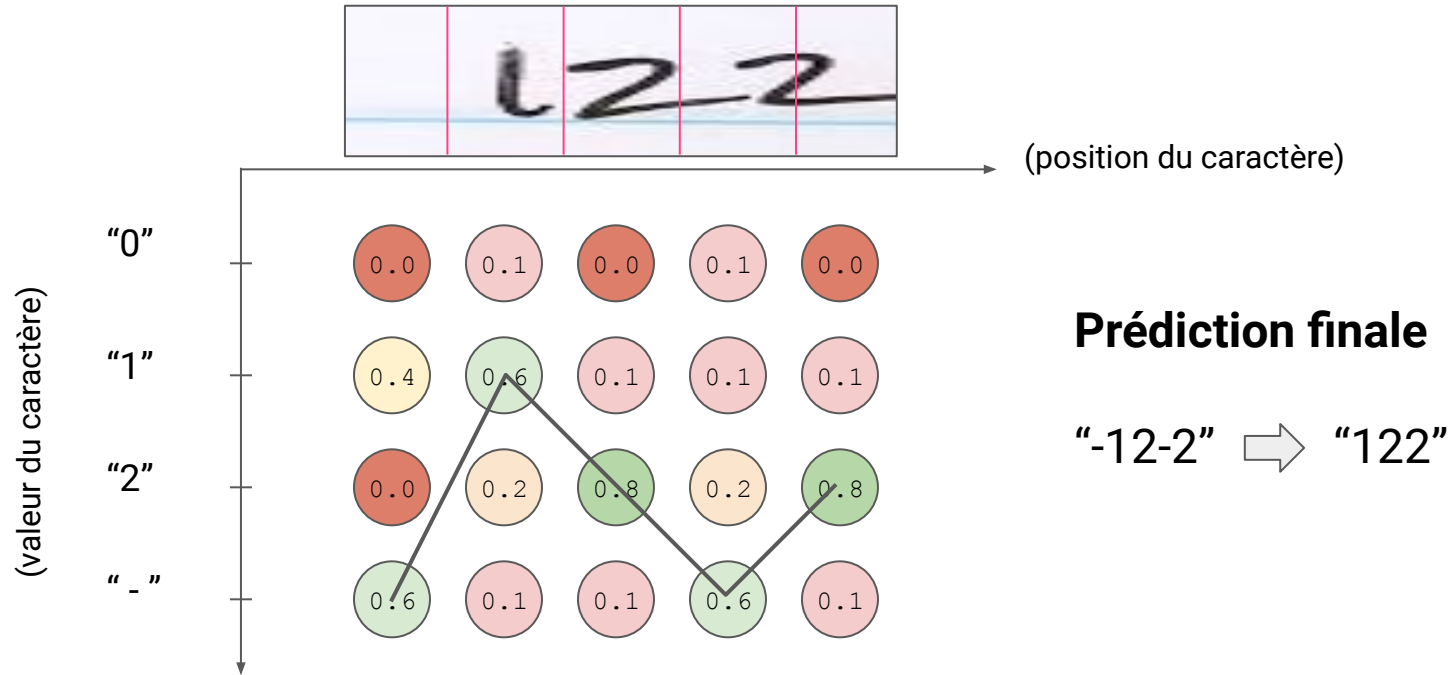 122
(position du caractère)
(valeur du caractère)
“0” 0.0 0.1 0.0 0.1 0.0
“1” 0.4 0.6 0.1 0.1 0.1
“2” 0.0 0.2 0.8 0.2 0.8
“ - ” 0.6 0.1 0.1 0.6 0.1
Prédiction finale
“-12-2” “122”